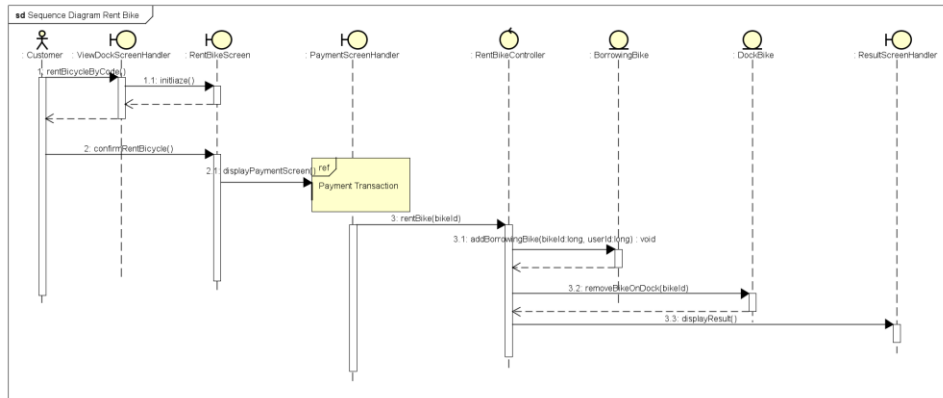 sd Sequence Diagram Rent Bike
: Customer
: ViewDockScreenHandler
: RentBikeScreen
: PaymentScreenHandler
: RentBikeController
: BorrowingBike
: DockBike
: ResultScreenHandler
1. rentBicycleByCode()
1.1: initliaze()
2: confirmRentBicycle()
2.1: displayPaymentScreen()
ref
Payment Transaction
3: rentBike(bikeId)
3.1: addBorrowingBike(bikeId:long, userId:long) : void
3.2: removeBikeOnDock(bikeId)
3.3: displayResult()